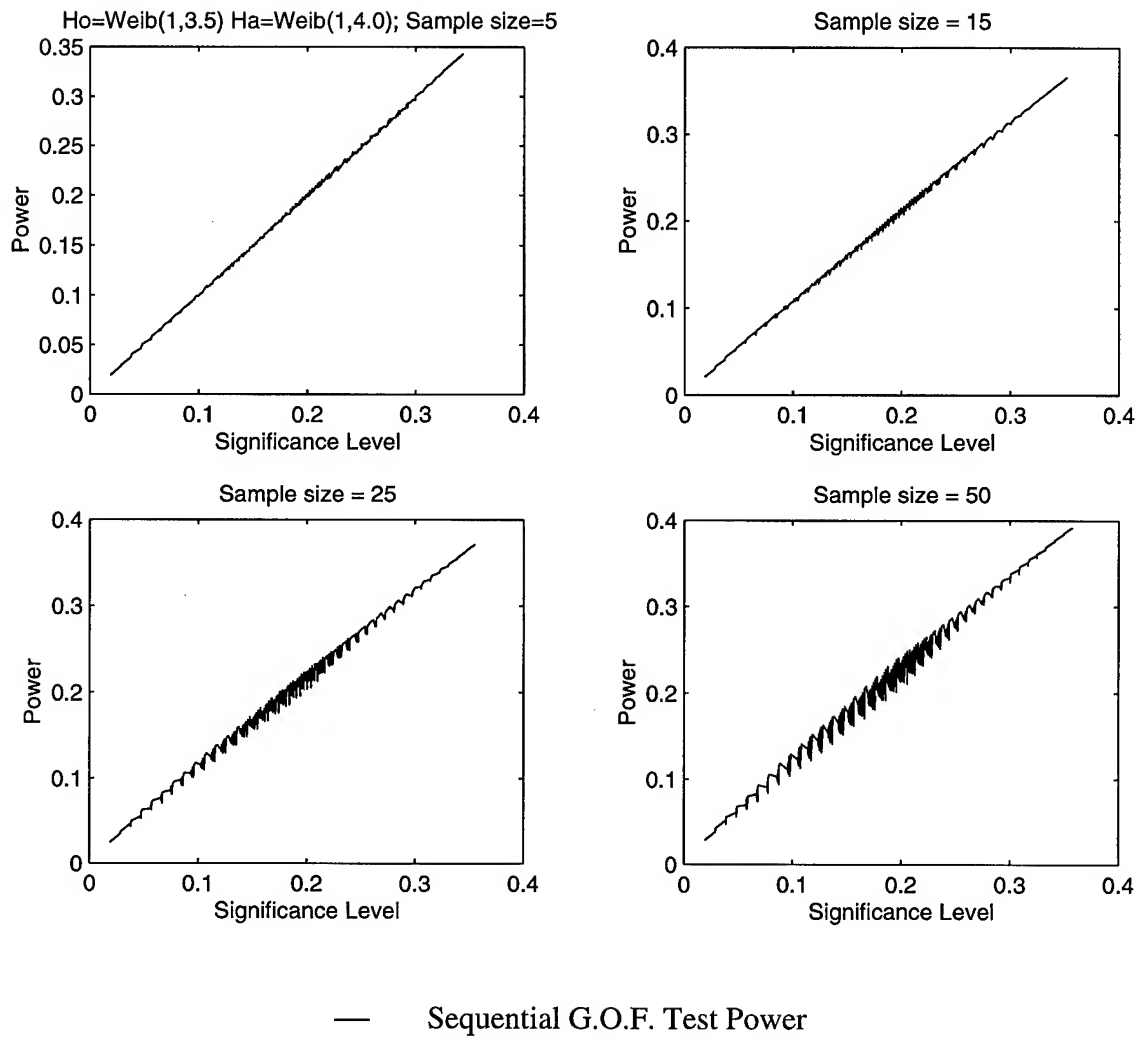 Ho=Weib(1,3.5) Ha=Weib(1,4.0); Sample size=5
0.35
0.3
0.25
0.2
0.15
0.1
0.05
0
Power
0 0.1 0.2 0.3 0.4
Significance Level
Sample size = 15
0.4
0.3
0.2
0.1
0
Power
0 0.1 0.2 0.3 0.4
Significance Level
Sample size = 25
0.4
0.3
0.2
0.1
0
Power
0 0.1 0.2 0.3 0.4
Significance Level
Sample size = 50
0.4
0.3
0.2
0.1
0
Power
0 0.1 0.2 0.3 0.4
Significance Level
Sequential G.O.F. Test Power